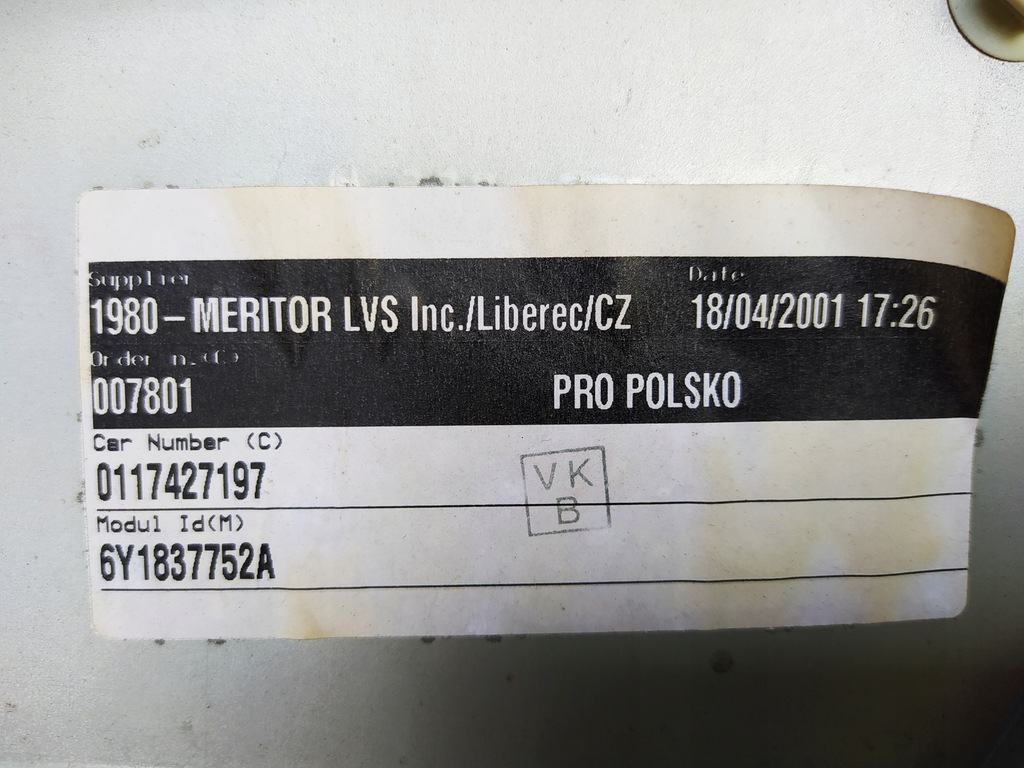 Supplier Date
1980 – MERITOR LVS Inc./Liberec/CZ 18/04/2001 17:26
Order n.(C)
007801 PRO POLSKO
Car Number (C)
0117427197
VK
B
Modul Id(M)
6Y1837752A